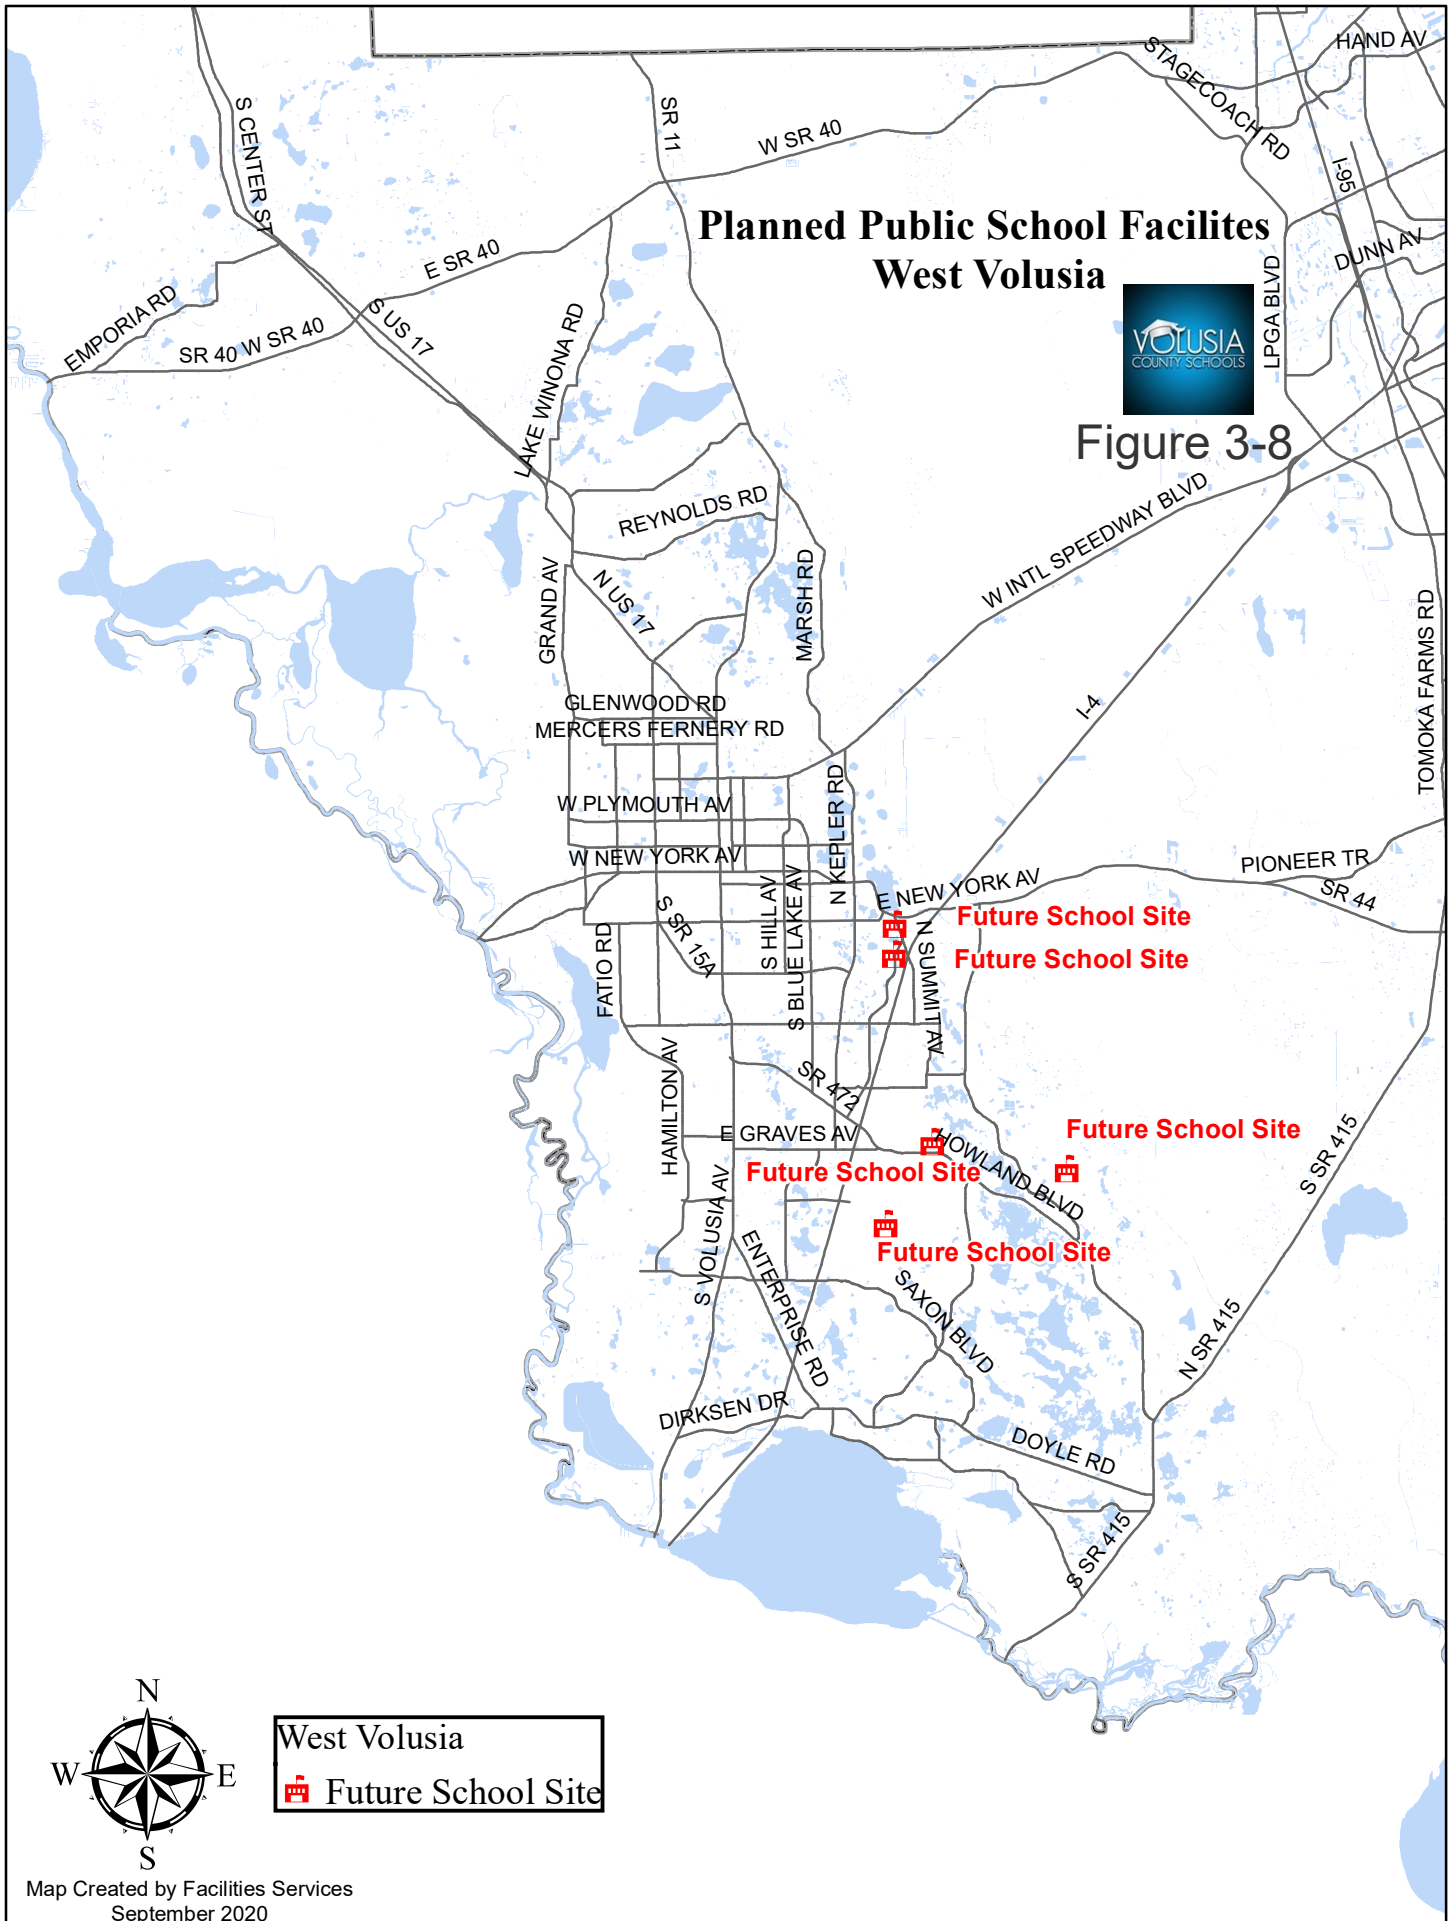 HAND AV
STAGECOACH RD
S CENTER ST
SR 11
W SR 40
I-95
Planned Public School Facilites
West Volusia
DUNN AV
E SR 40
LPGA BLVD
EMPORIA RD
S US 17
SR 40
W SR 40
VOLUSIA
COUNTY SCHOOLS
LAKE WINONA RD
Figure 3-8
REYNOLDS RD
W INTL SPEEDWAY BLVD
GRAND AV
N US 17
MARSH RD
TOMOKA FARMS RD
I-4
GLENWOOD RD
MERCERS FERNERY RD
W PLYMOUTH AV
N KEPLER RD
W NEW YORK AV
PIONEER TR
E NEW YORK AV
SR 44
S SR 15A
S HILL AV
S BLUE LAKE AV
Future School Site
FATIO RD
N SUMMIT AV
Future School Site
HAMILTON AV
SR 472
E GRAVES AV
HOWLAND BLVD
Future School Site
S SR 415
Future School Site
S VOLUSIA AV
ENTERPRISE RD
Future School Site
SAXON BLVD
N SR 415
DIRKSEN DR
DOYLE RD
S SR 415
N
W
E
S
West Volusia
Future School Site
Map Created by Facilities Services
September 2020